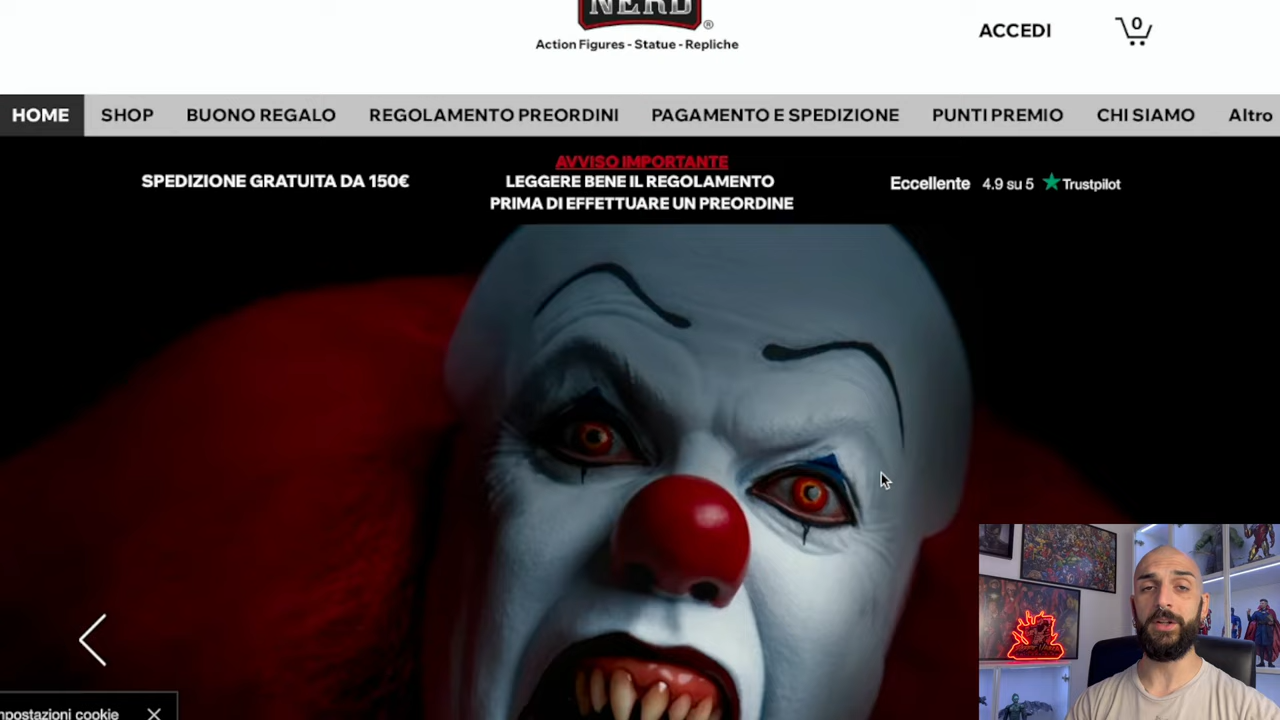 NERD
®
Action Figures - Statue - Repliche
ACCEDI
0
HOME SHOP BUONO REGALO REGOLAMENTO PREORDINI PAGAMENTO E SPEDIZIONE PUNTI PREMIO CHI SIAMO Altro
SPEDIZIONE GRATUITA DA 150€
AVVISO IMPORTANTE
LEGGERE BENE IL REGOLAMENTO
PRIMA DI EFFETTUARE UN PREORDINE
Eccellente 4.9 su 5 Trustpilot
mpostazioni cookie